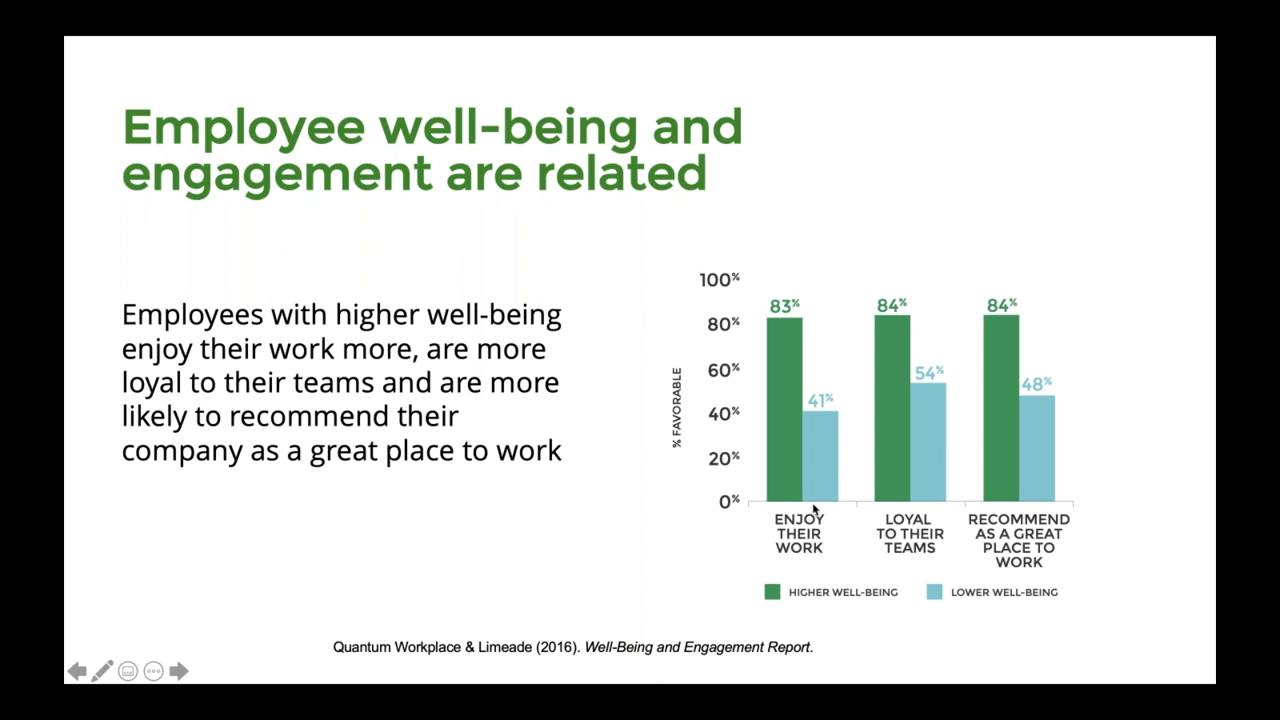 Employee well-being and
engagement are related
Employees with higher well-being
enjoy their work more, are more
loyal to their teams and are more
likely to recommend their
company as a great place to work
100%
80%
60%
40%
20%
0%
% FAVORABLE
83%
41%
84%
54%
84%
48%
ENJOY
THEIR
WORK
LOYAL
TO THEIR
TEAMS
RECOMMEND
AS A GREAT
PLACE TO
WORK
HIGHER WELL-BEING
LOWER WELL-BEING
Quantum Workplace & Limeade (2016). Well-Being and Engagement Report.